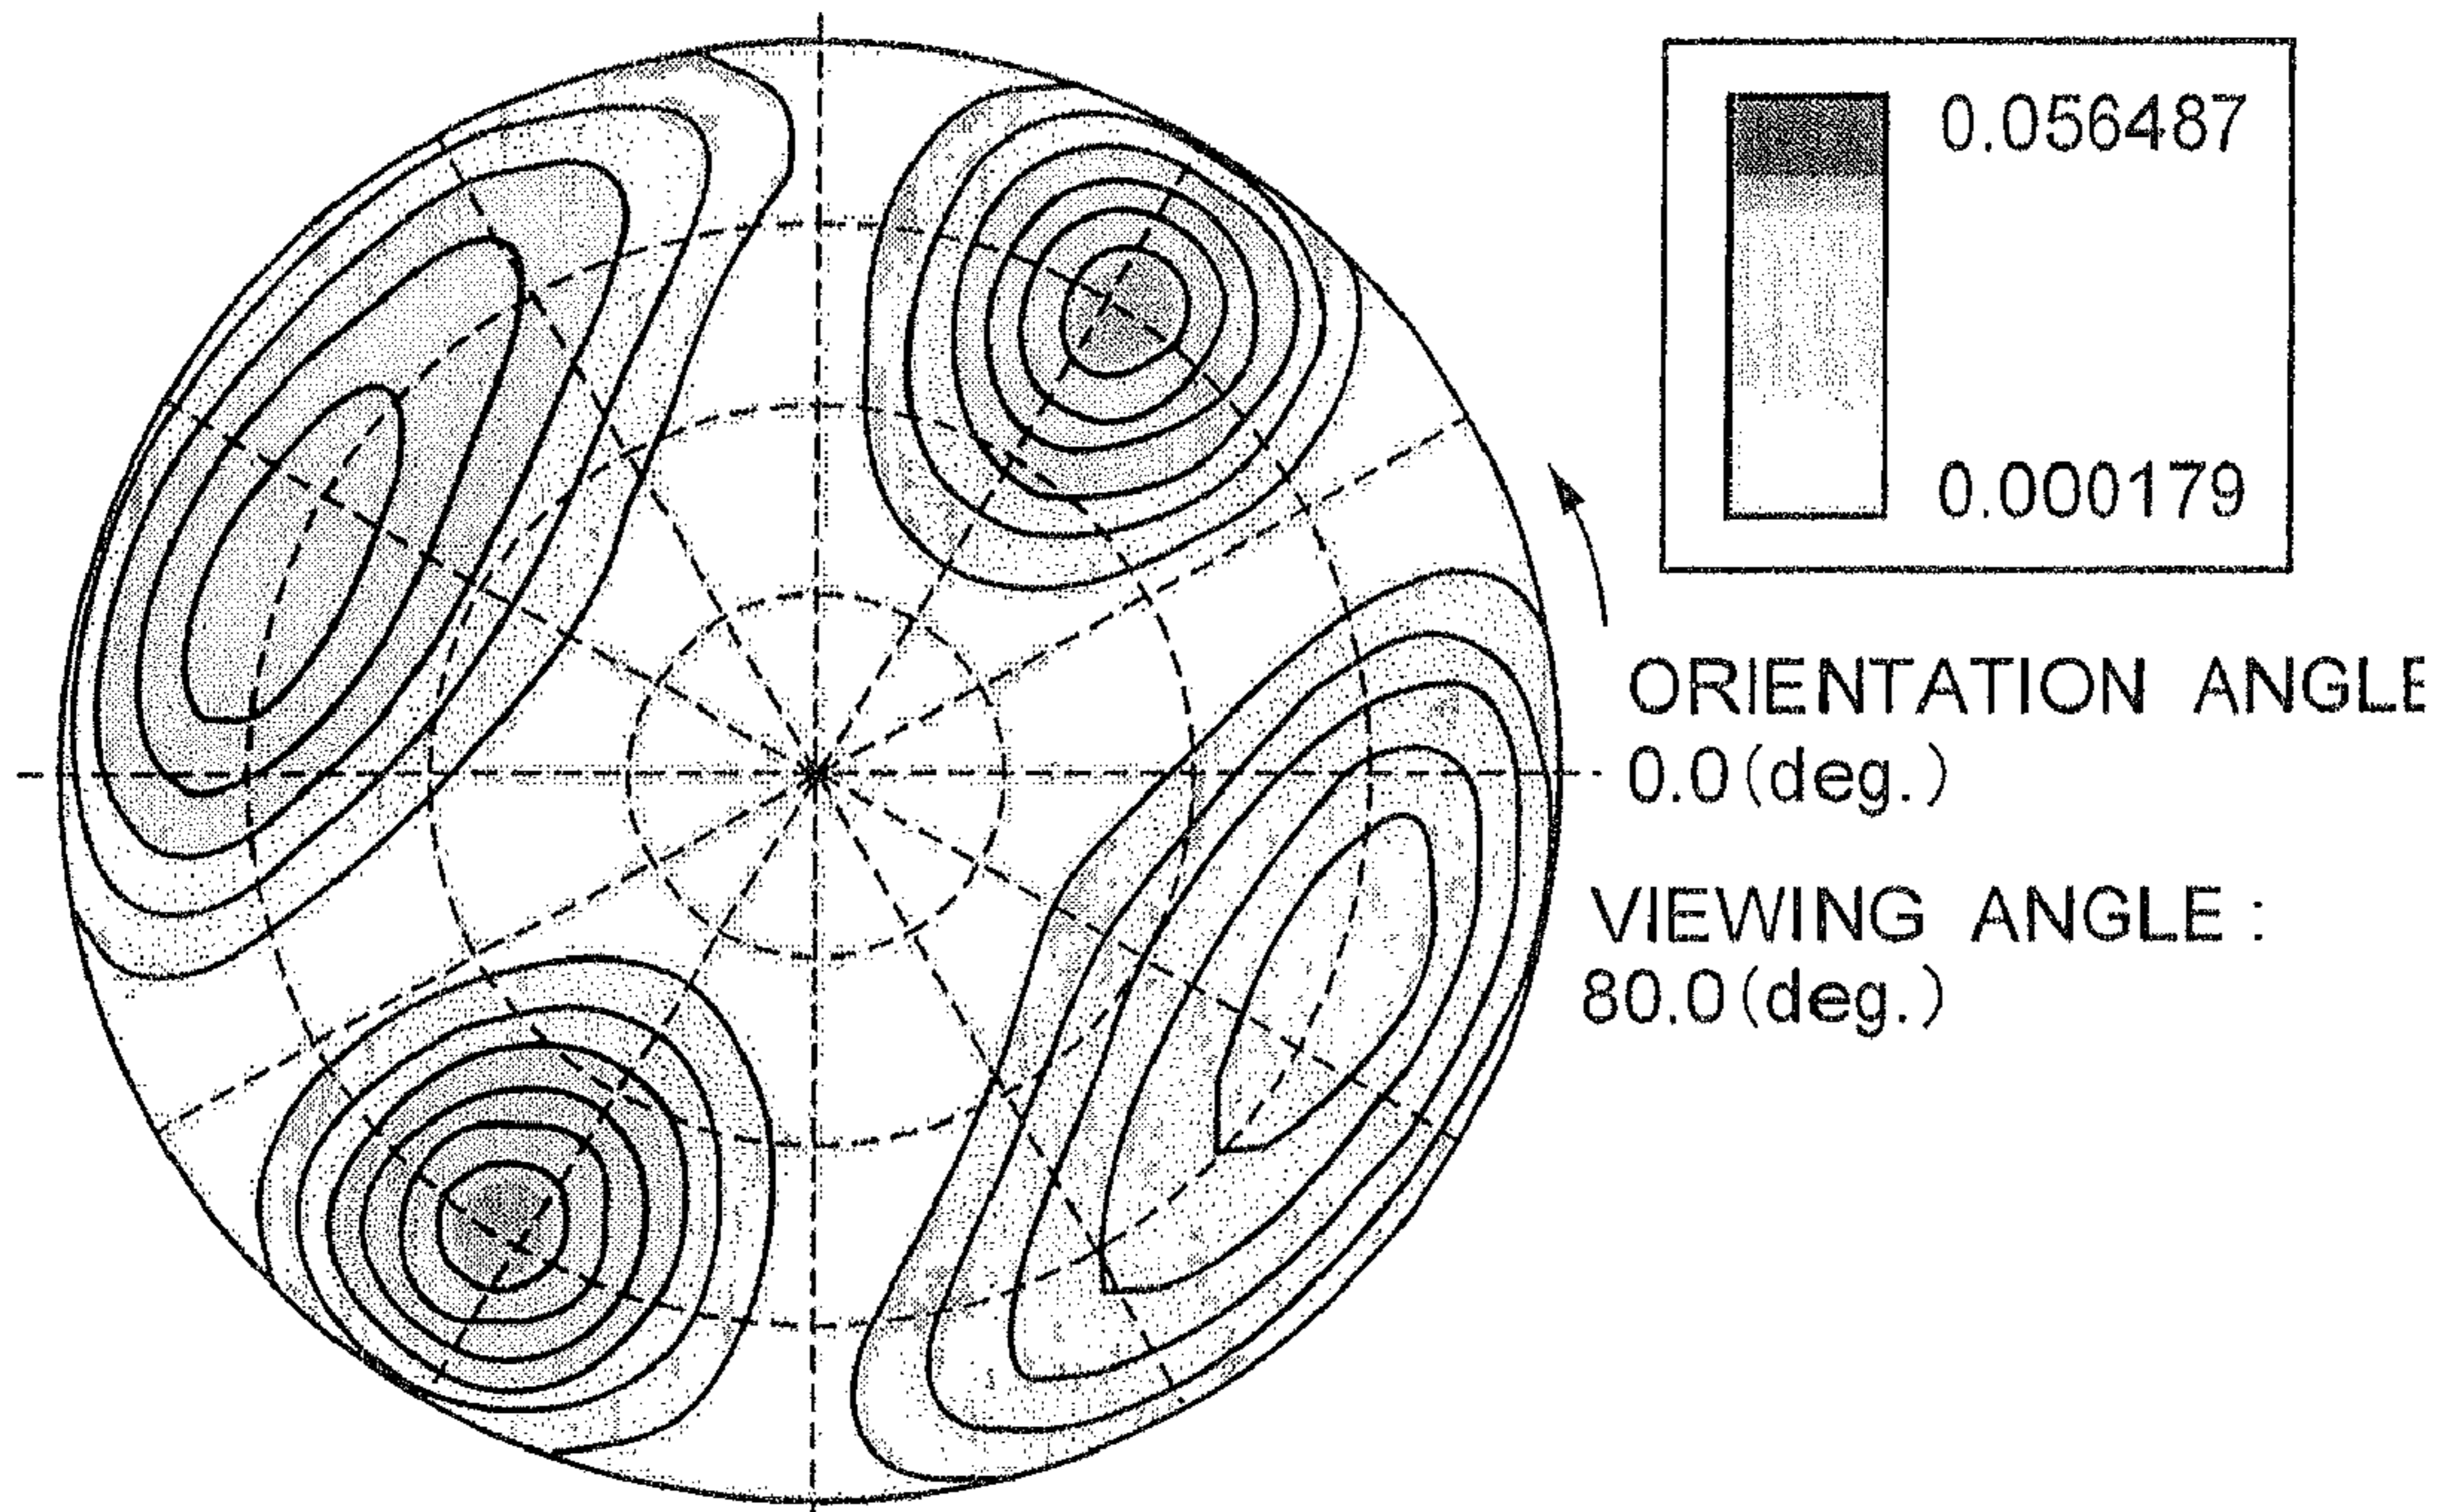 0.056487
0.000179
ORIENTATION ANGLE
0.0(deg.)
VIEWING ANGLE:
80.0(deg.)